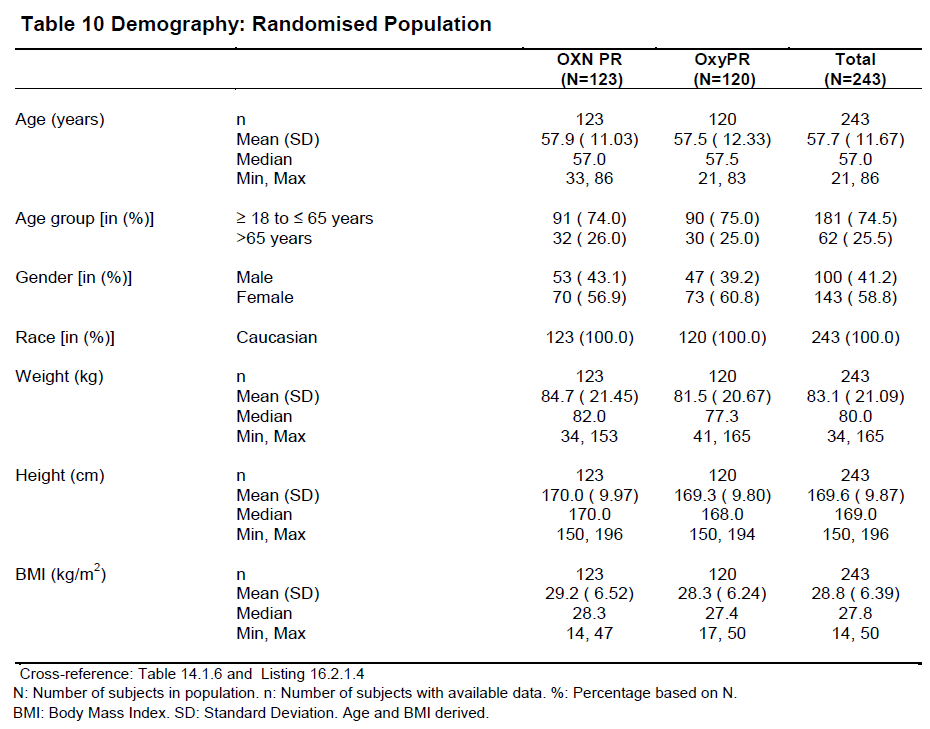 Table 10 Demography: Randomised Population
OXN PR OxyPR Total
(N=123) (N=120) (N=243)
Age (years) n 123 120 243
Mean (SD) 57.9 ( 11.03) 57.5 ( 12.33) 57.7 ( 11.67)
Median 57.0 57.5 57.0
Min, Max 33, 86 21, 83 21, 86
Age group [in (%)] ≥ 18 to ≤ 65 years 91 ( 74.0) 90 ( 75.0) 181 ( 74.5)
>65 years 32 ( 26.0) 30 ( 25.0) 62 ( 25.5)
Gender [in (%)] Male 53 ( 43.1) 47 ( 39.2) 100 ( 41.2)
Female 70 ( 56.9) 73 ( 60.8) 143 ( 58.8)
Race [in (%)] Caucasian 123 (100.0) 120 (100.0) 243 (100.0)
Weight (kg) n 123 120 243
Mean (SD) 84.7 ( 21.45) 81.5 ( 20.67) 83.1 ( 21.09)
Median 82.0 77.3 80.0
Min, Max 34, 153 41, 165 34, 165
Height (cm) n 123 120 243
Mean (SD) 170.0 ( 9.97) 169.3 ( 9.80) 169.6 ( 9.87)
Median 170.0 168.0 169.0
Min, Max 150, 196 150, 194 150, 196
BMI (kg/m²) n 123 120 243
Mean (SD) 29.2 ( 6.52) 28.3 ( 6.24) 28.8 ( 6.39)
Median 28.3 27.4 27.8
Min, Max 14, 47 17, 50 14, 50
Cross-reference: Table 14.1.6 and Listing 16.2.1.4
N: Number of subjects in population. n: Number of subjects with available data. %: Percentage based on N.
BMI: Body Mass Index. SD: Standard Deviation. Age and BMI derived.